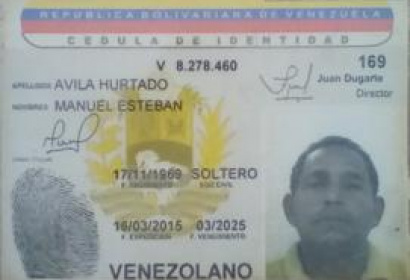 REPUBLICA BOLIVARIANA DE VENEZUELA
CEDULA DE IDENTIDAD
V 8.278.460
169
APELLIDOS AVILA HURTADO
Juan Dugarte
Director
NOMBRES MANUEL ESTEBAN
17/11/1969 SOLTERO
F. NACIMIENTO EDO CIVIL
16/03/2015 03/2025
F. EXPEDICION F. VENCIMIENTO
VENEZOLANO